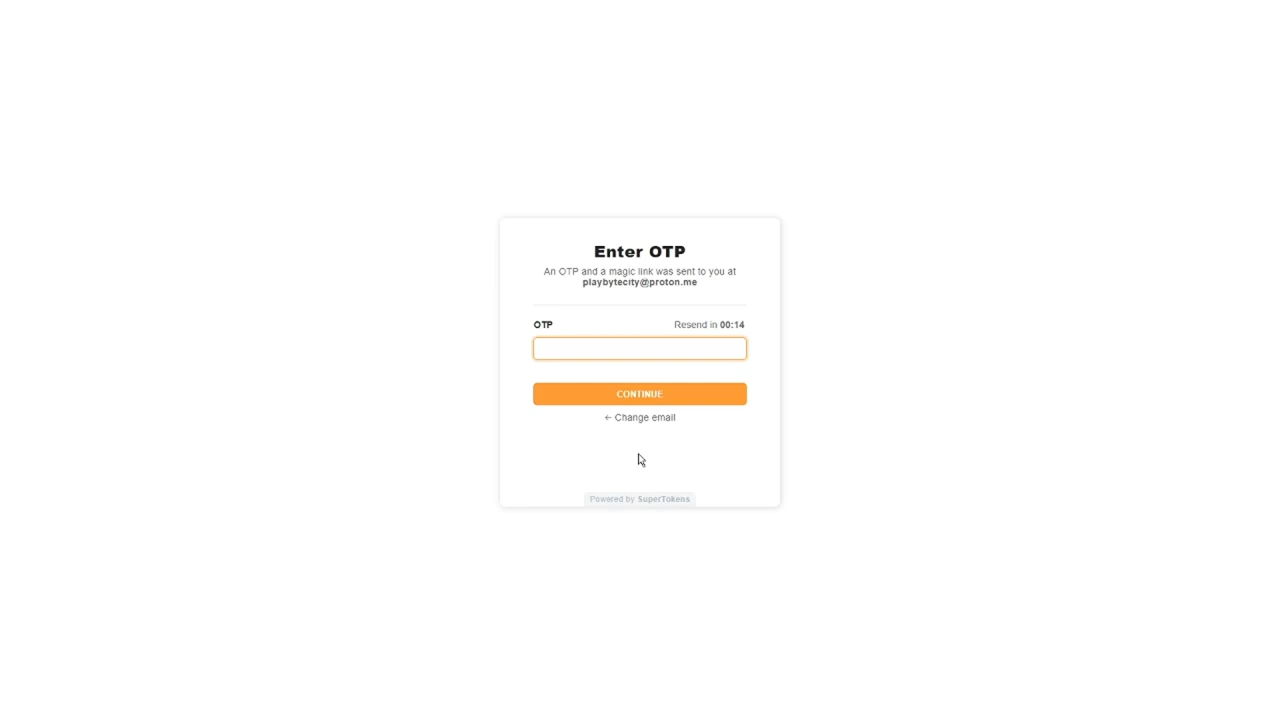 Enter OTP
An OTP and a magic link was sent to you at
playbytecity@proton.me
OTP Resend in 00:14
CONTINUE
← Change email
Powered by SuperTokens